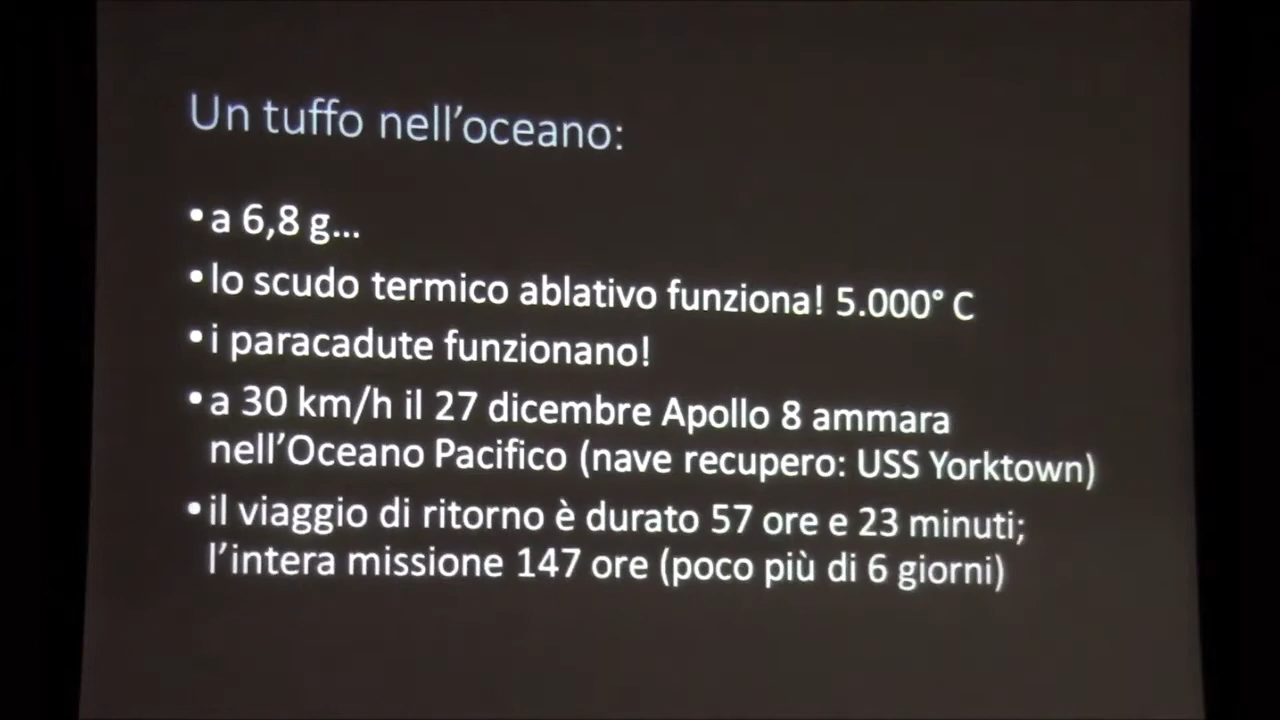 Un tuffo nell'oceano:
•a 6,8 g...
•lo scudo termico ablativo funziona! 5.000° C
•i paracadute funzionano!
•a 30 km/h il 27 dicembre Apollo 8 ammara
nell'Oceano Pacifico (nave recupero: USS Yorktown)
•il viaggio di ritorno è durato 57 ore e 23 minuti;
l'intera missione 147 ore (poco più di 6 giorni)